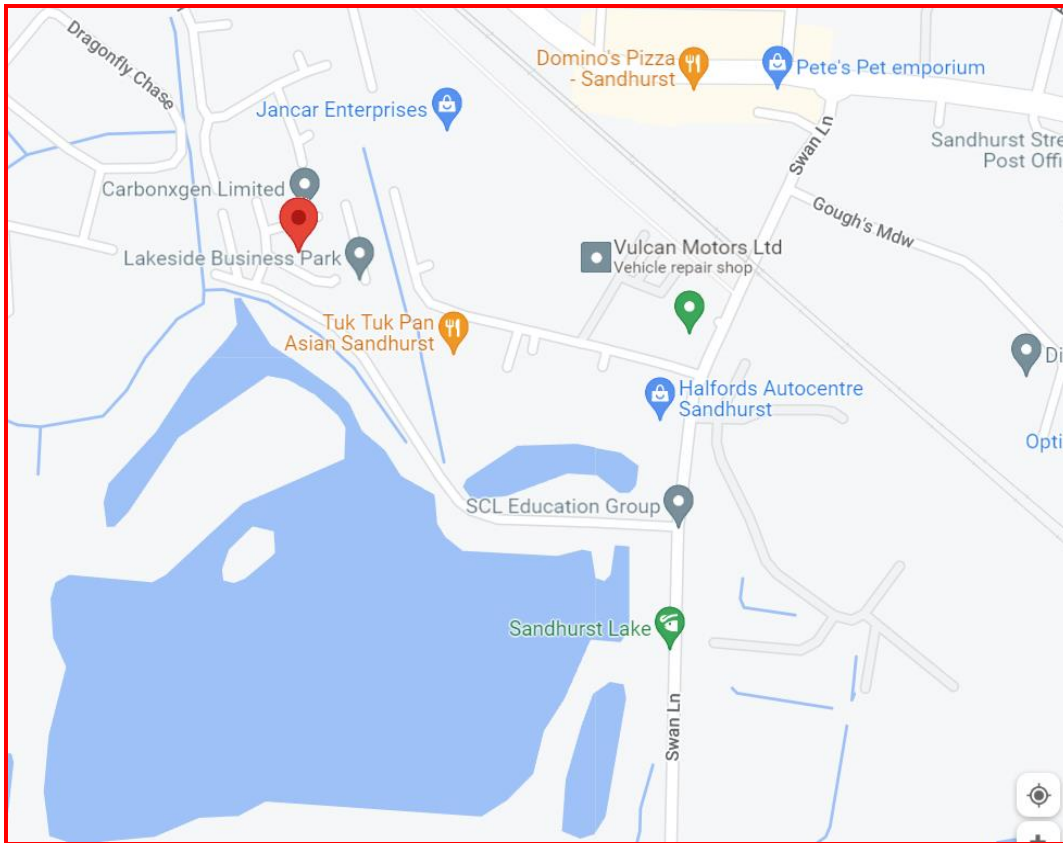 Dragonfly Chase
Domino's Pizza
- Sandhurst
Pete's Pet emporium
Jancar Enterprises
Swan Ln
Sandhurst Stre
Post Offi
Carbonxgen Limited
Gough's Mdw
Lakeside Business Park
Vulcan Motors Ltd
Vehicle repair shop
Tuk Tuk Pan
Asian Sandhurst
Di
Halfords Autocentre
Sandhurst
Opti
SCL Education Group
Sandhurst Lake
Swan Ln